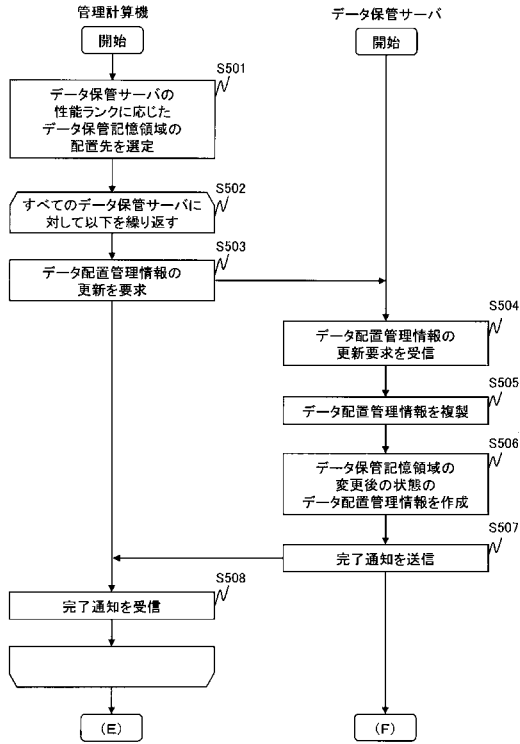 管理計算機
データ保管サーバ
開始
開始
S501
データ保管サーバの
性能ランクに応じた
データ保管記憶領域の
配置先を選定
S502
すべてのデータ保管サーバに
対して以下を繰り返す
S503
データ配置管理情報の
更新を要求
S504
データ配置管理情報の
更新要求を受信
S505
データ配置管理情報を複製
S506
データ保管記憶領域の
変更後の状態の
データ配置管理情報を作成
S507
完了通知を送信
S508
完了通知を受信
(E)
(F)